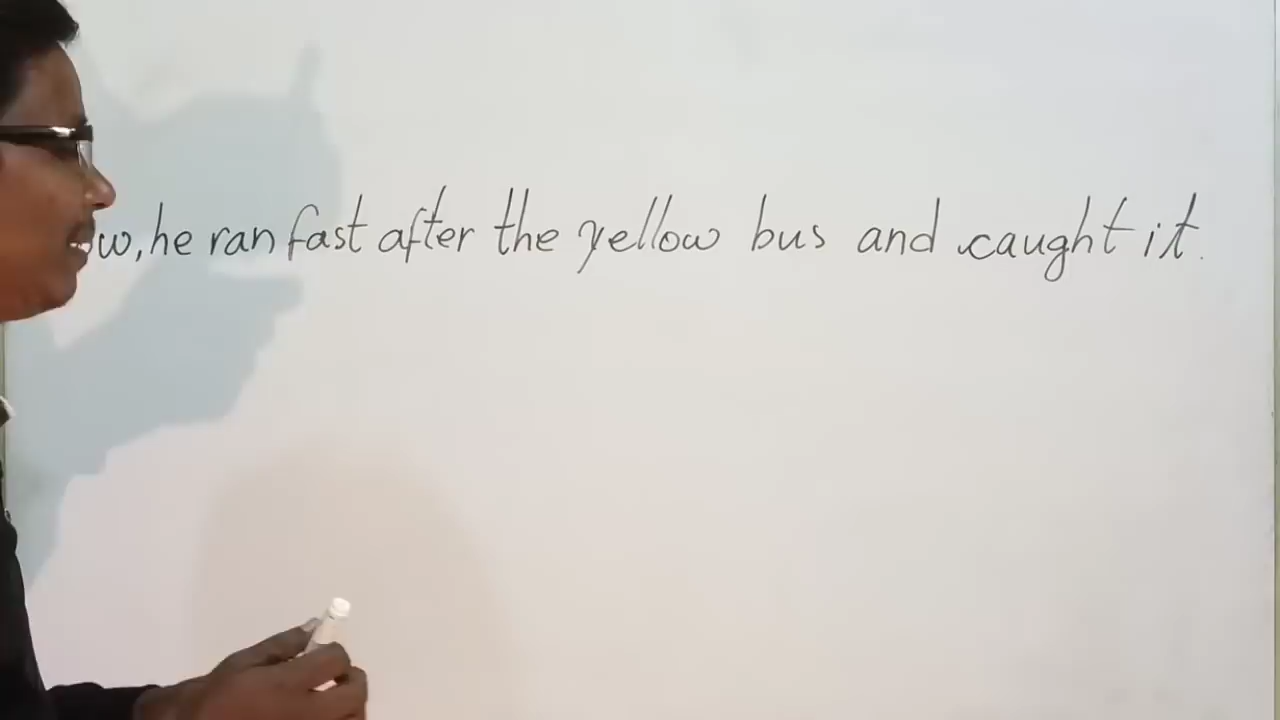 he ran fast after the yellow bus and caught it.